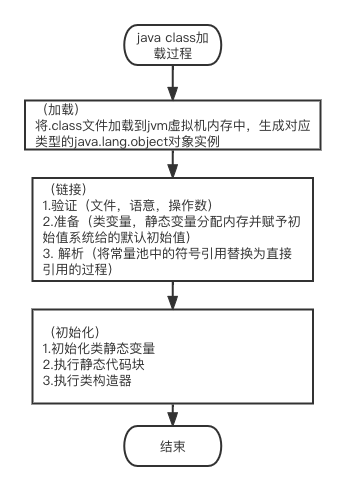 java class加
载过程
（加载）
将.class文件加载到jvm虚拟机内存中，生成对应
类型的java.lang.object对象实例
（链接）
1.验证（文件，语意，操作数）
2.准备（类变量，静态变量分配内存并赋予初
始值系统给的默认初始值）
3. 解析（将常量池中的符号引用替换为直接
引用的过程）
（初始化）
1.初始化类静态变量
2.执行静态代码块
3.执行类构造器
结束